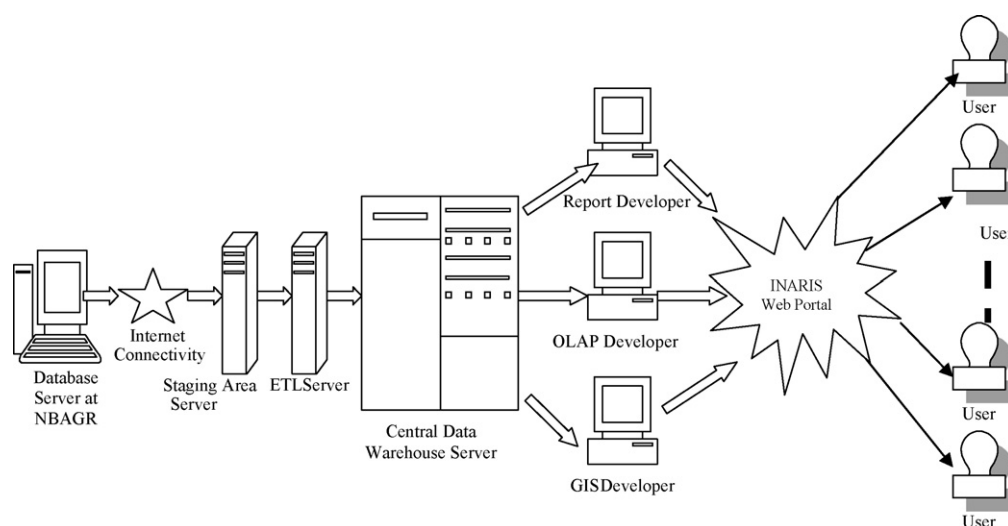 Database
Server at
NBAGR
Internet
Connectivity
Staging Area
Server
ETLServer
Central Data
Warehouse Server
Report Developer
OLAP Developer
GISDeveloper
INARIS
Web Portal
User
Use
User
User